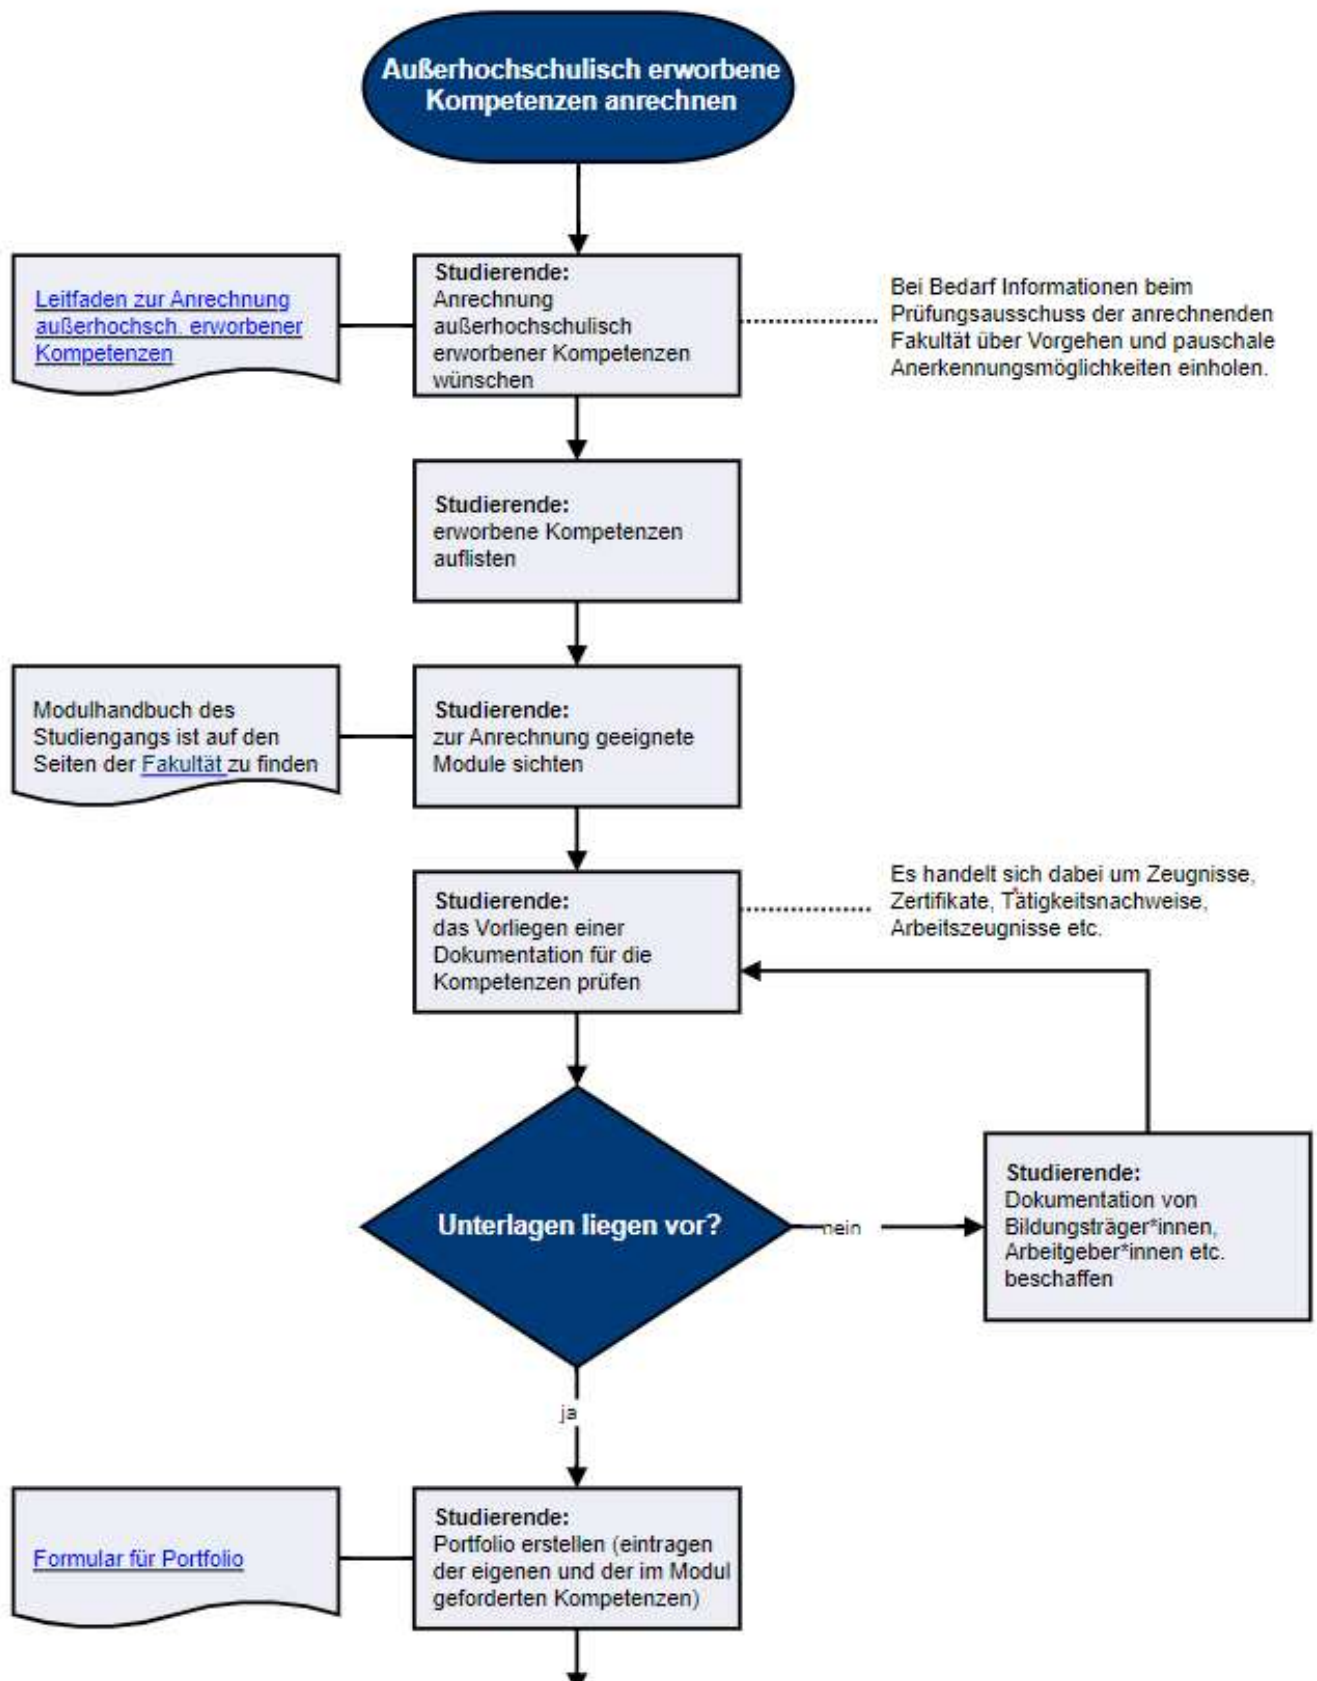 Außerhochschulisch erworbene
Kompetenzen anrechnen
Leitfaden zur Anrechnung
außerhochsch. erworbener
Kompetenzen
Studierende:
Anrechnung
außerhochschulisch
erworbener Kompetenzen
wünschen
Bei Bedarf Informationen beim
Prüfungsausschuss der anrechnenden
Fakultät über Vorgehen und pauschale
Anerkennungsmöglichkeiten einholen.
Studierende:
erworbene Kompetenzen
auflisten
Modulhandbuch des
Studiengangs ist auf den
Seiten der Fakultät zu finden
Studierende:
zur Anrechnung geeignete
Module sichten
Studierende:
das Vorliegen einer
Dokumentation für die
Kompetenzen prüfen
Es handelt sich dabei um Zeugnisse,
Zertifikate, Tätigkeitsnachweise,
Arbeitszeugnisse etc.
Unterlagen liegen vor?
nein
Studierende:
Dokumentation von
Bildungsträger*innen,
Arbeitgeber*innen etc.
beschaffen
ja
Formular für Portfolio
Studierende:
Portfolio erstellen (eintragen
der eigenen und der im Modul
geforderten Kompetenzen)